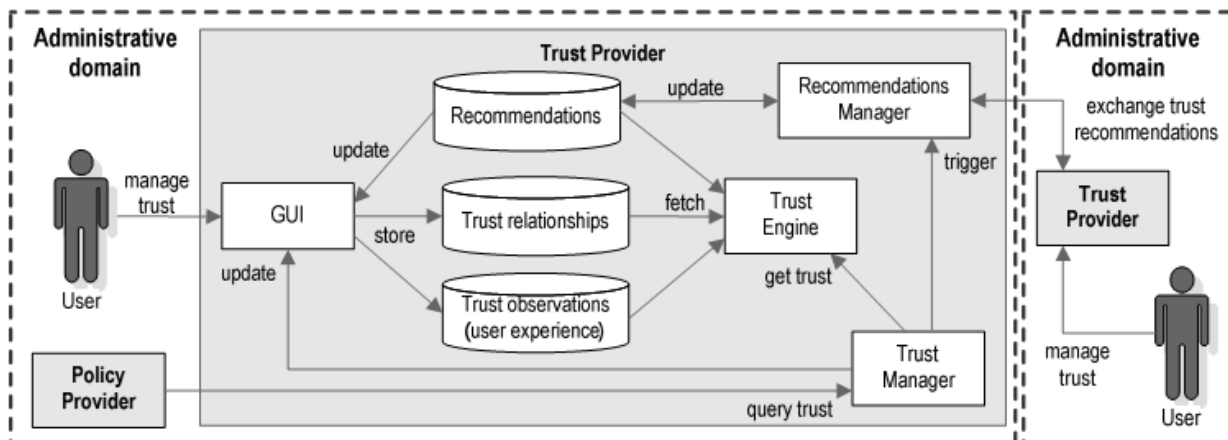 Administrative
domain
Trust Provider
Administrative
domain
Recommendations
update
Recommendations
Manager
exchange trust
recommendations
update
trigger
manage
trust
GUI
store
Trust relationships
fetch
Trust
Engine
Trust
Provider
update
get trust
User
Trust observations
(user experience)
Policy
Provider
Trust
Manager
query trust
manage
trust
User